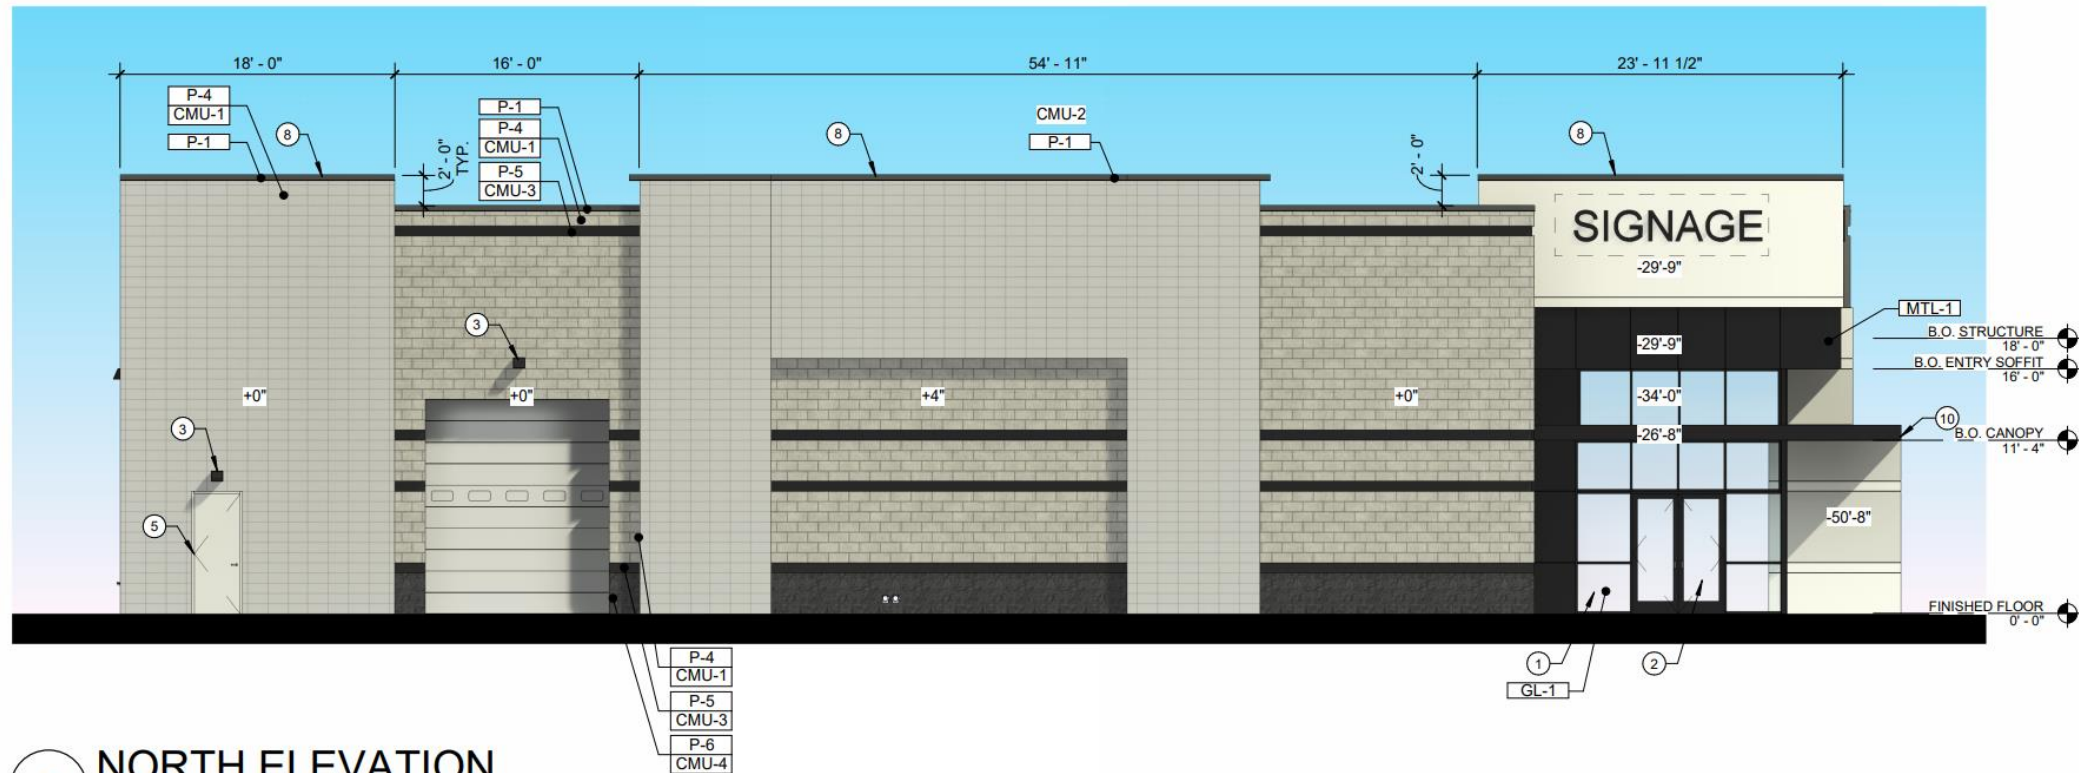 18' - 0"
16' - 0"
54' - 11"
23' - 11 1/2"
P-4
CMU-1
P-1
8
P-1
P-4
CMU-1
P-5
CMU-3
2' - 0"
TYP.
8
CMU-2
P-1
2' - 0"
8
SIGNAGE
-29'-9"
MTL-1
3
-29'-9"
B.O. STRUCTURE
18' - 0"
B.O. ENTRY SOFFIT
16' - 0"
+0"
+0"
+4"
+0"
-34'-0"
3
-26'-8"
10
B.O. CANOPY
11' - 4"
5
-50'-8"
FINISHED FLOOR
0' - 0"
P-4
CMU-1
P-5
CMU-3
P-6
CMU-4
1
2
GL-1
NORTH ELEVATION